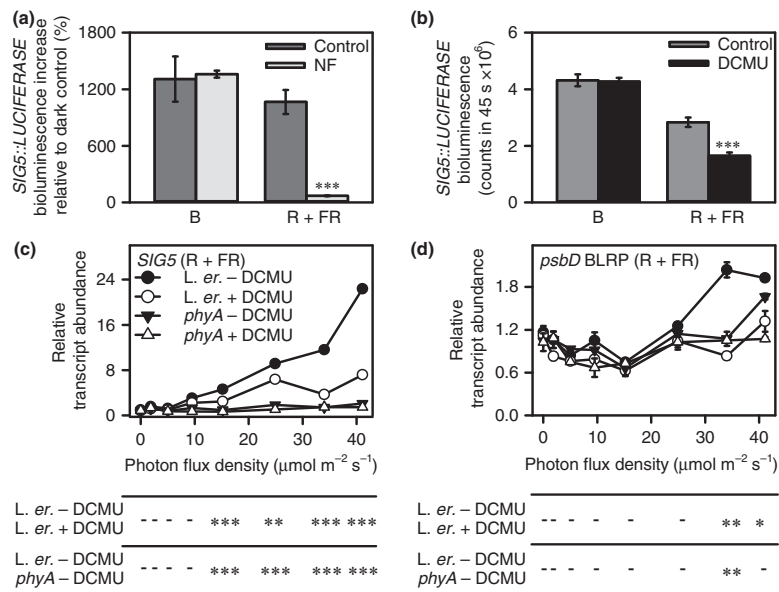 (a)
SIG5::LUCIFERASE
bioluminescence increase
relative to dark control (%)
1800
1200
600
0
Control
NF
***
B
R + FR
(b)
SIG5::LUCIFERASE
bioluminescence
(counts in 45 s ×10⁶)
6
4
2
0
Control
DCMU
***
B
R + FR
(c)
SIG5 (R + FR)
L. er. – DCMU
L. er. + DCMU
phyA – DCMU
phyA + DCMU
Relative
transcript abundance
24
16
8
0
0 10 20 30 40
Photon flux density (μmol m⁻² s⁻¹)
L. er. – DCMU
L. er. + DCMU
-- - - *** ** *** ***
L. er. – DCMU
phyA – DCMU
-- - - *** *** *** ***
(d)
psbD BLRP (R + FR)
Relative
transcript abundance
1.8
1.2
0.6
0.0
0 10 20 30 40
Photon flux density (μmol m⁻² s⁻¹)
L. er. – DCMU
L. er. + DCMU
-- - - - - ** *
L. er. – DCMU
phyA – DCMU
-- - - - - ** -